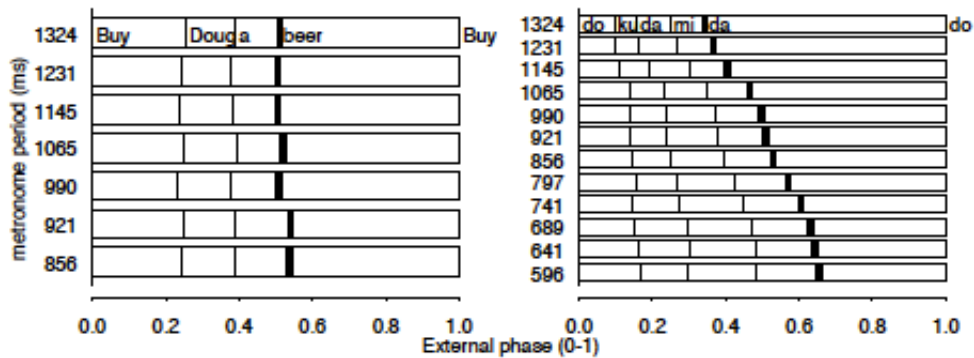 1324 Buy Doug a beer Buy
1231
1145
1065
990
921
856
metronome period (ms)
0.0 0.2 0.4 0.6 0.8 1.0
1324 do ku da mi da do
1231
1145
1065
990
921
856
797
741
689
641
596
0.0 0.2 0.4 0.6 0.8 1.0
External phase (0-1)